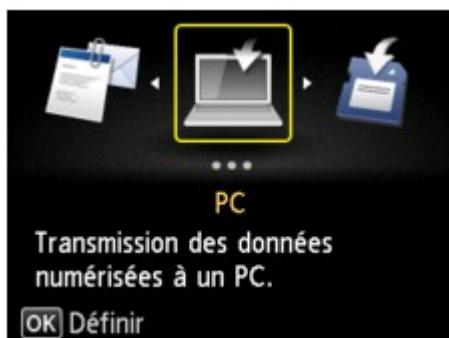 PC
Transmission des données
numérisées à un PC.
OK Définir